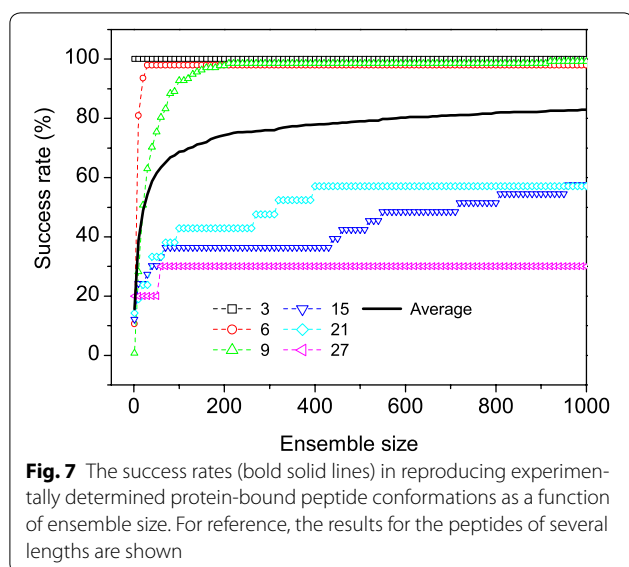 100
80
60
40
20
0
Success rate (%)
3 15 Average
6 21
9 27
0 200 400 600 800 1000
Ensemble size
Fig. 7 The success rates (bold solid lines) in reproducing experimen-
tally determined protein-bound peptide conformations as a function
of ensemble size. For reference, the results for the peptides of several
lengths are shown